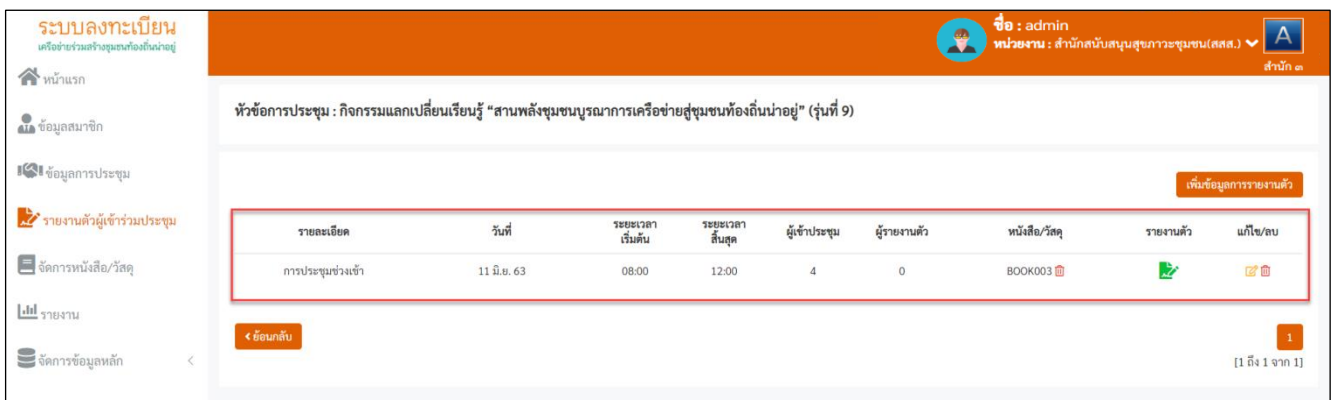 ระบบลงทะเบียน
เครือข่ายร่วมสร้างชุมชนท้องถิ่นน่าอยู่
ชื่อ : admin
หน่วยงาน : สำนักสนับสนุนสุขภาวะชุมชน(สสส.)
A
สำนัก ๓
หน้าแรก
ข้อมูลสมาชิก
ข้อมูลการประชุม
รายงานตัวผู้เข้าร่วมประชุม
จัดการหนังสือ/วัสดุ
รายงาน
จัดการข้อมูลหลัก
หัวข้อการประชุม : กิจกรรมแลกเปลี่ยนเรียนรู้ “สานพลังชุมชนบูรณาการเครือข่ายสู่ชุมชนท้องถิ่นน่าอยู่” (รุ่นที่ 9)
เพิ่มข้อมูลการรายงานตัว
รายละเอียด วันที่ ระยะเวลา ระยะเวลา ผู้เข้าประชุม ผู้รายงานตัว หนังสือ/วัสดุ รายงานตัว แก้ไข/ลบ
เริ่มต้น สิ้นสุด
การประชุมช่วงเช้า 11 มิ.ย. 63 08:00 12:00 4 0 BOOK003
ย้อนกลับ
1
[1 ถึง 1 จาก 1]